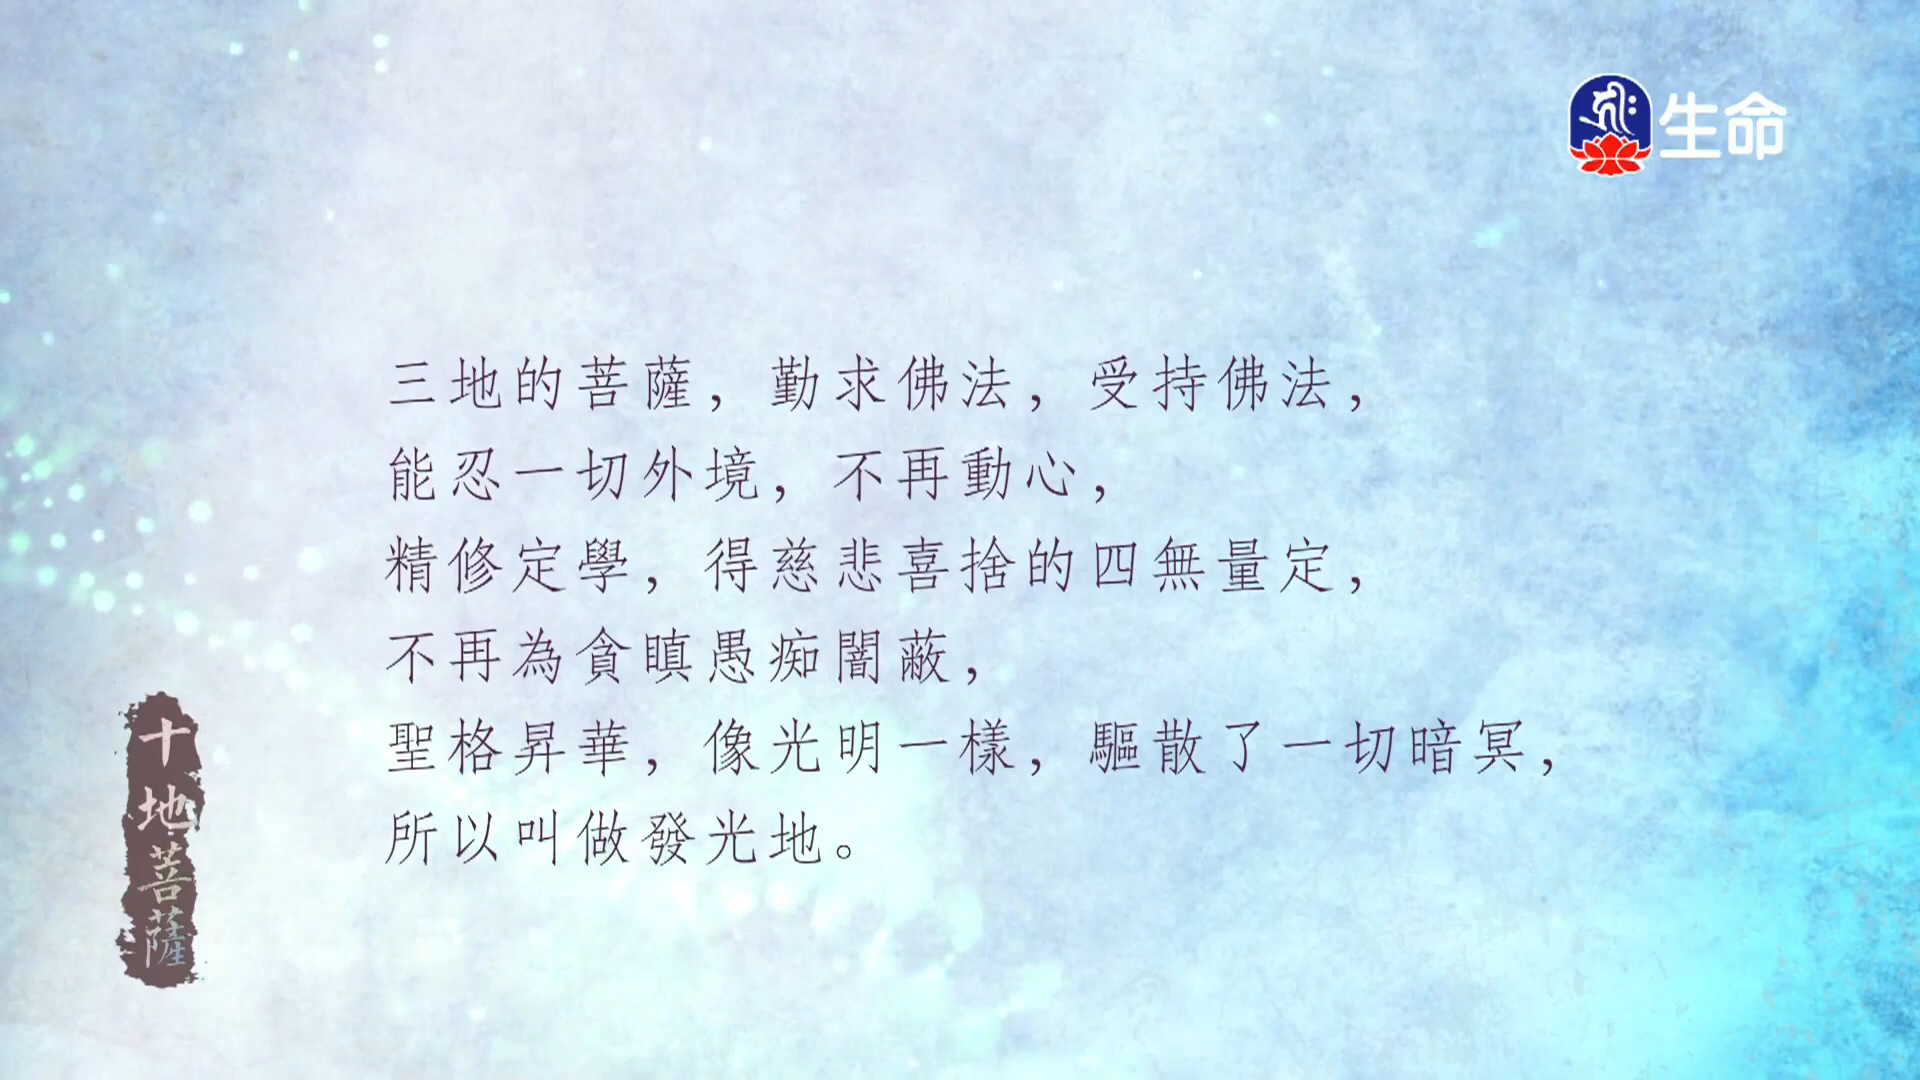 生命
三地的菩薩，勤求佛法，受持佛法，
能忍一切外境，不再動心，
精修定學，得慈悲喜捨的四無量定，
不再為貪瞋愚痴闇蔽，
聖格昇華，像光明一樣，驅散了一切暗冥，
所以叫做發光地。
十地菩薩